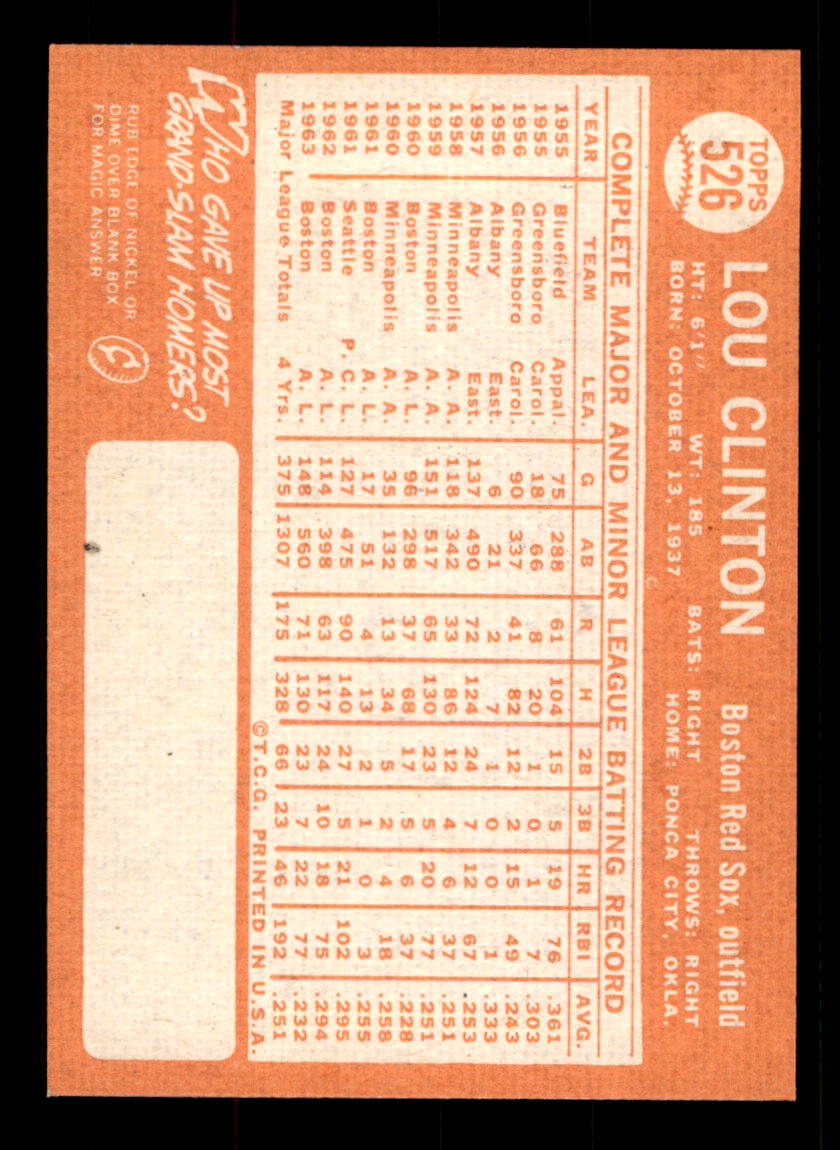 TOPPS
526
LOU CLINTON
Boston Red Sox, outfield
HT: 6'1" WT: 185 BATS: RIGHT THROWS: RIGHT
BORN: OCTOBER 13, 1937 HOME: PONCA CITY, OKLA.
COMPLETE MAJOR AND MINOR LEAGUE BATTING RECORD
YEAR TEAM LEA. G AB R H 2B 3B HR RBI AVG.
1955 Bluefield Appal. 75 288 61 104 15 5 19 76 .361
1955 Greensboro Carol. 18 66 8 20 1 0 1 7 .303
1956 Greensboro Carol. 90 337 41 82 12 2 15 49 .243
1956 Albany East. 6 21 2 7 1 0 0 1 .333
1957 Albany East. 137 490 72 124 24 7 12 67 .253
1958 Minneapolis A. A. 118 342 33 86 12 4 6 37 .251
1959 Minneapolis A. A. 151 517 65 130 23 5 20 77 .251
1960 Boston A. L. 96 298 37 68 17 5 6 37 .228
1960 Minneapolis A. A. 35 132 13 34 5 2 4 18 .258
1961 Boston A. L. 17 51 4 13 2 1 0 3 .255
1961 Seattle P. C. L. 127 475 90 140 27 5 21 102 .295
1962 Boston A. L. 114 398 63 117 24 10 18 75 .294
1963 Boston A. L. 148 560 71 130 23 7 22 77 .232
Major League Totals 4 Yrs. 375 1307 175 328 66 23 46 192 .251
©T.C.G. PRINTED IN U.S.A.
WHO GAVE UP MOST
GRAND-SLAM HOMERS?
RUB EDGE OF NICKEL OR
DIME OVER BLANK BOX
FOR MAGIC ANSWER